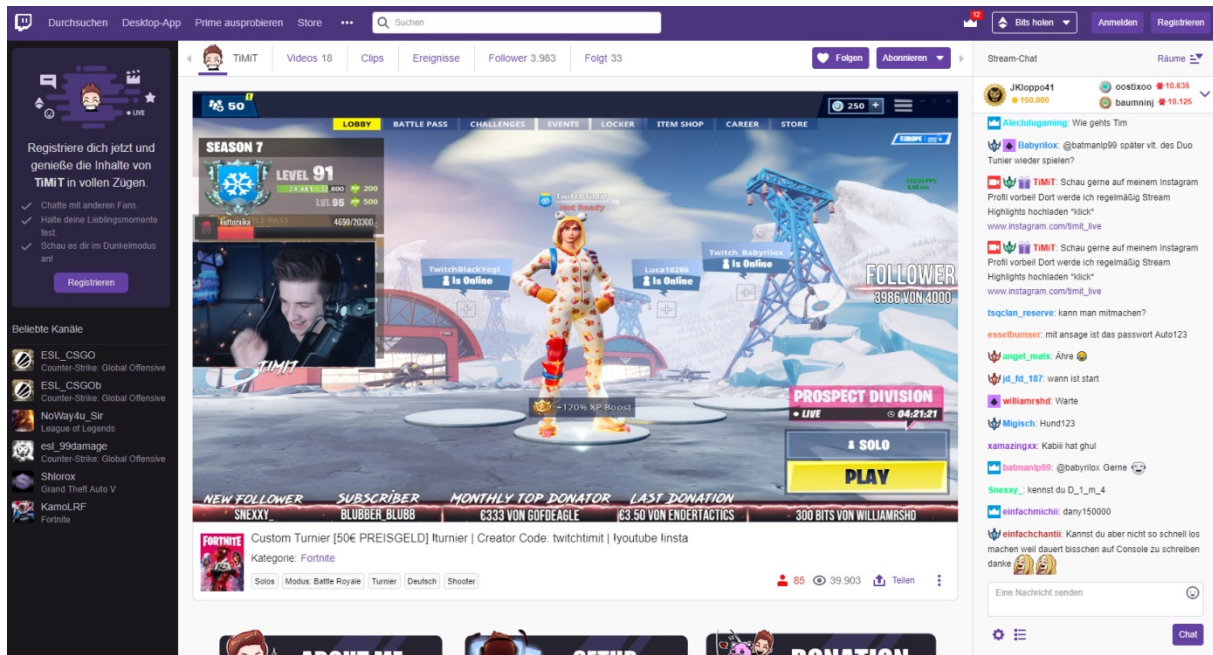 Durchsuchen Desktop-App Prime ausprobieren Store ••• Suchen
12
Bits holen Anmelden Registrieren
LIVE
Registriere dich jetzt und
genieße die Inhalte von
TiMiT in vollen Zügen.
Chatte mit anderen Fans.
Halte deine Lieblingsmomente
fest.
Schau es dir im Dunkelmodus
an!
Registrieren
Beliebte Kanäle
ESL_CSGO
Counter-Strike: Global Offensive
ESL_CSGOb
Counter-Strike: Global Offensive
NoWay4u_Sir
League of Legends
esl_99damage
Counter-Strike: Global Offensive
Shlorox
Grand Theft Auto V
KamoLRF
Fortnite
TiMiT Videos 18 Clips Ereignisse Follower 3.983 Folgt 33
Folgen Abonnieren
50
250 +
LOBBY BATTLE PASS CHALLENGES EVENTS LOCKER ITEM SHOP CAREER STORE
EUROPE
SEASON 7
LEVEL 91
200
LVL 95 500
4650/20300
TwitchTiMiT
Not Ready
TwitchBlackYogi
Is Online
Luca10286
Is Online
Twitch_Babyrilox
Is Online
FOLLOWER
3986 VON 4000
TIMIT
+120% XP Boost
PROSPECT DIVISION
• LIVE 04:21:21
SOLO
PLAY
NEW FOLLOWER SUBSCRIBER MONTHLY TOP DONATOR LAST DONATION
SNEXXY_ BLUBBER_BLUBB €333 VON GOFDEAGLE €3.50 VON ENDERTACTICS 300 BITS VON WILLIAMRSHD
FORTNITE
Custom Turnier [50€ PREISGELD] !turnier | Creator Code: twitchtimit | !youtube !insta
Kategorie: Fortnite
Solos Modus: Battle Royale Turnier Deutsch Shooter
85 39.903 Teilen
ABOUT ME
SETUP
DONATION
Stream-Chat Räume
JKloppo41
150.000
oostixoo 10.635
baumninj 10.125
Aleclulugaming: Wie gehts Tim
Babyrilox: @batmanlp99 später vlt. des Duo
Tunier wieder spielen?
TiMiT: Schau gerne auf meinem Instagram
Profil vorbei! Dort werde ich regelmäßig Stream
Highlights hochladen *klick*
www.instagram.com/timit_live
TiMiT: Schau gerne auf meinem Instagram
Profil vorbei! Dort werde ich regelmäßig Stream
Highlights hochladen *klick*
www.instagram.com/timit_live
tsqclan_reserve: kann man mitmachen?
esselbumser: mit ansage ist das passwort Auto123
angel_mats: Ähre
jd_fd_187: wann ist start
williamrshd: Warte
Migisch: Hund123
xamazingxx: Kabiii hat ghul
batmanlp99: @babyrilox Gerne
Snexxy_: kennst du D_1_m_4
einfachmichii: dany150000
einfachchantii: Kannst du aber nicht so schnell los
machen weil dauert bisschen auf Console zu schreiben
danke
Eine Nachricht senden
Chat